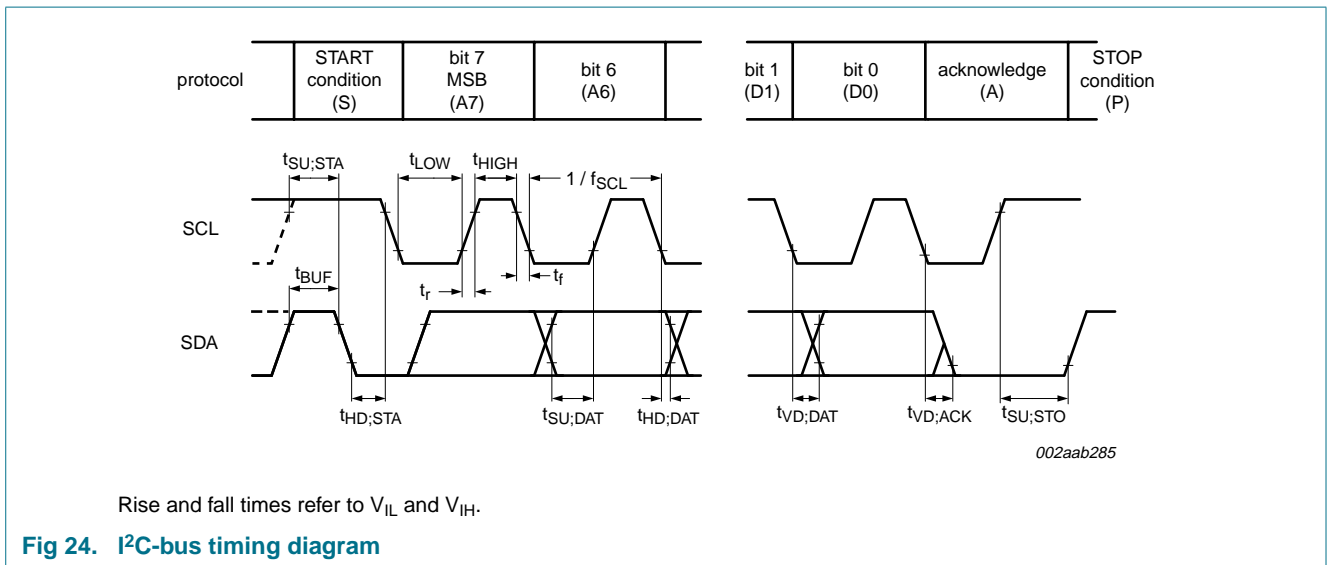 protocol
START
condition
(S)
bit 7
MSB
(A7)
bit 6
(A6)
bit 1
(D1)
bit 0
(D0)
acknowledge
(A)
STOP
condition
(P)
tSU;STA
tLOW
tHIGH
1 / fSCL
SCL
tBUF
tr
tf
SDA
tHD;STA
tSU;DAT
tHD;DAT
tVD;DAT
tVD;ACK
tSU;STO
002aab285
Rise and fall times refer to VIL and VIH.
Fig 24. I²C-bus timing diagram